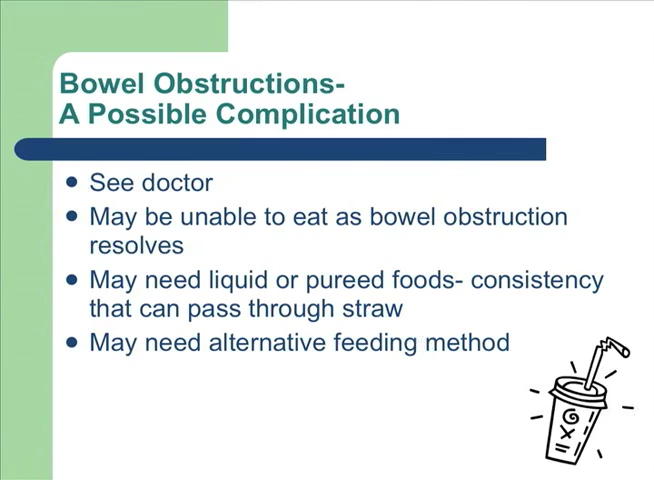 Bowel Obstructions-
A Possible Complication
See doctor
May be unable to eat as bowel obstruction
resolves
May need liquid or pureed foods- consistency
that can pass through straw
May need alternative feeding method